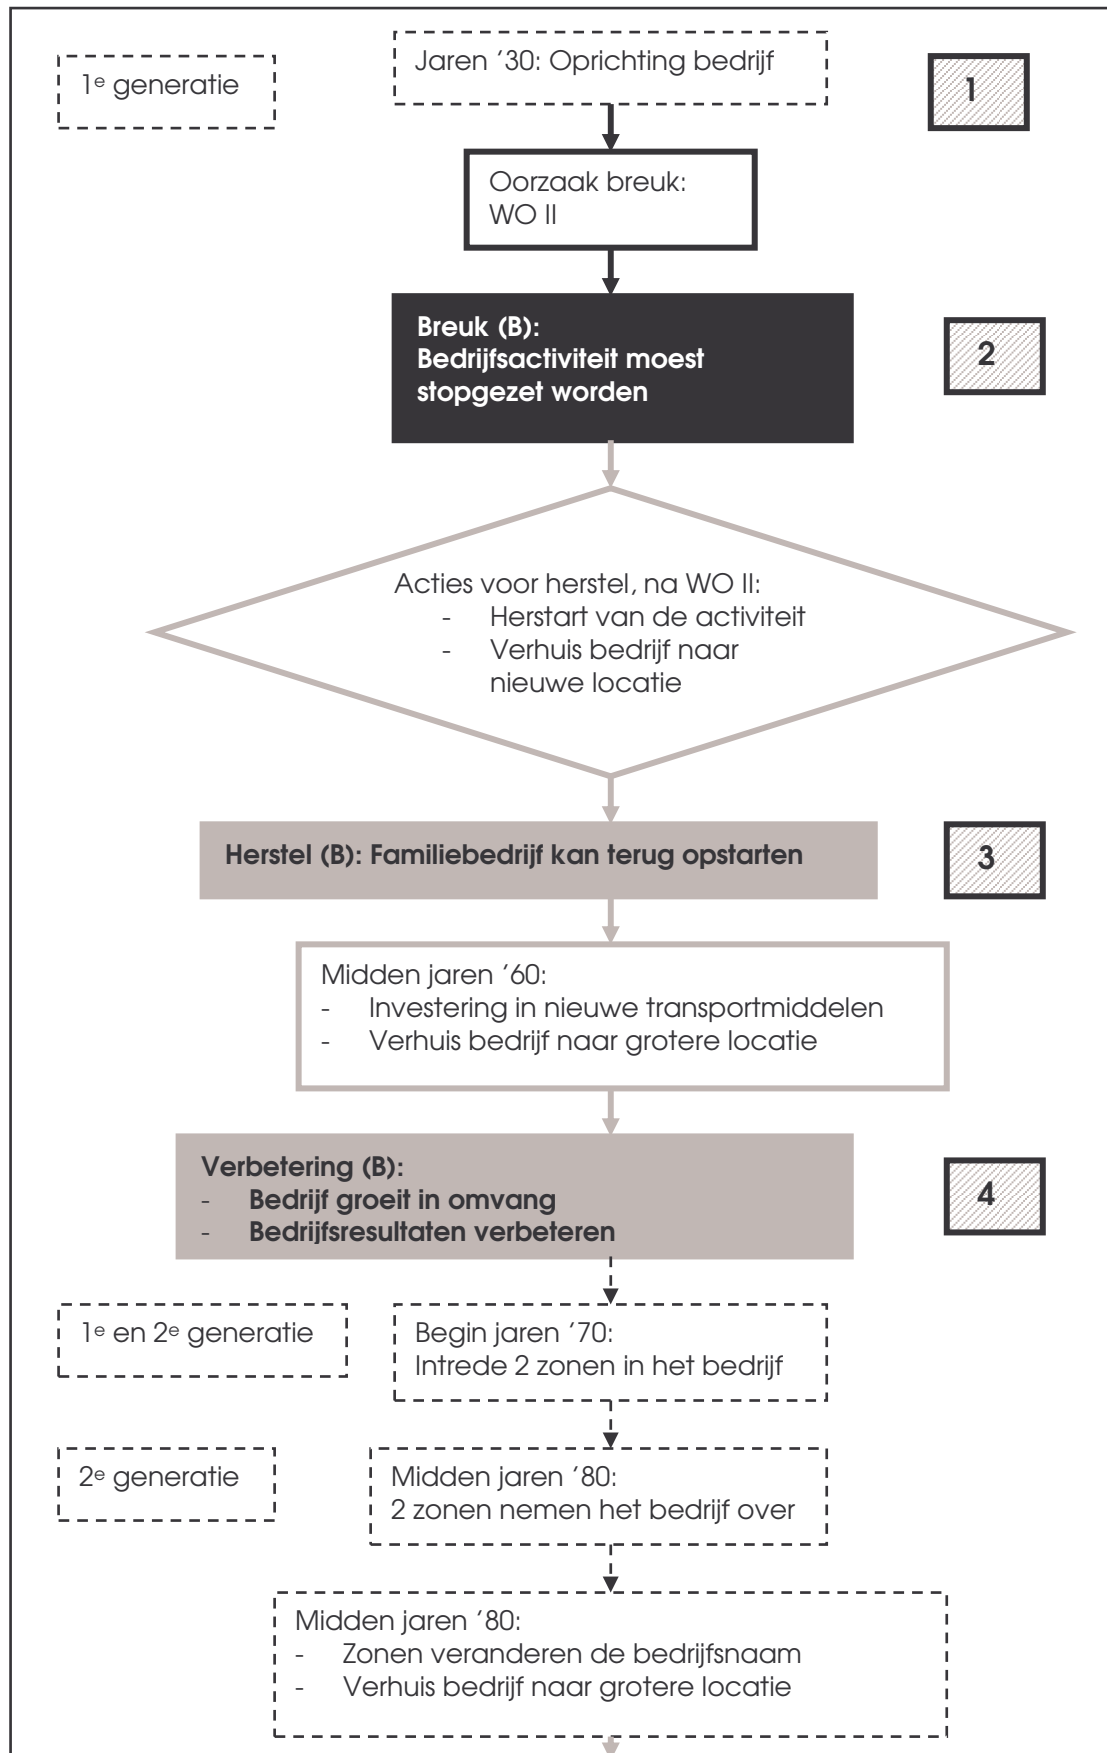 Jaren ’30: Oprichting bedrijf
1e generatie
1
Oorzaak breuk:
WO II
Breuk (B):
Bedrijfsactiviteit moest
stopgezet worden
2
Acties voor herstel, na WO II:
- Herstart van de activiteit
- Verhuis bedrijf naar
nieuwe locatie
Herstel (B): Familiebedrijf kan terug opstarten
3
Midden jaren ’60:
- Investering in nieuwe transportmiddelen
- Verhuis bedrijf naar grotere locatie
Verbetering (B):
- Bedrijf groeit in omvang
- Bedrijfsresultaten verbeteren
4
1e en 2e generatie
Begin jaren ’70:
Intrede 2 zonen in het bedrijf
2e generatie
Midden jaren ’80:
2 zonen nemen het bedrijf over
Midden jaren ’80:
- Zonen veranderen de bedrijfsnaam
- Verhuis bedrijf naar grotere locatie